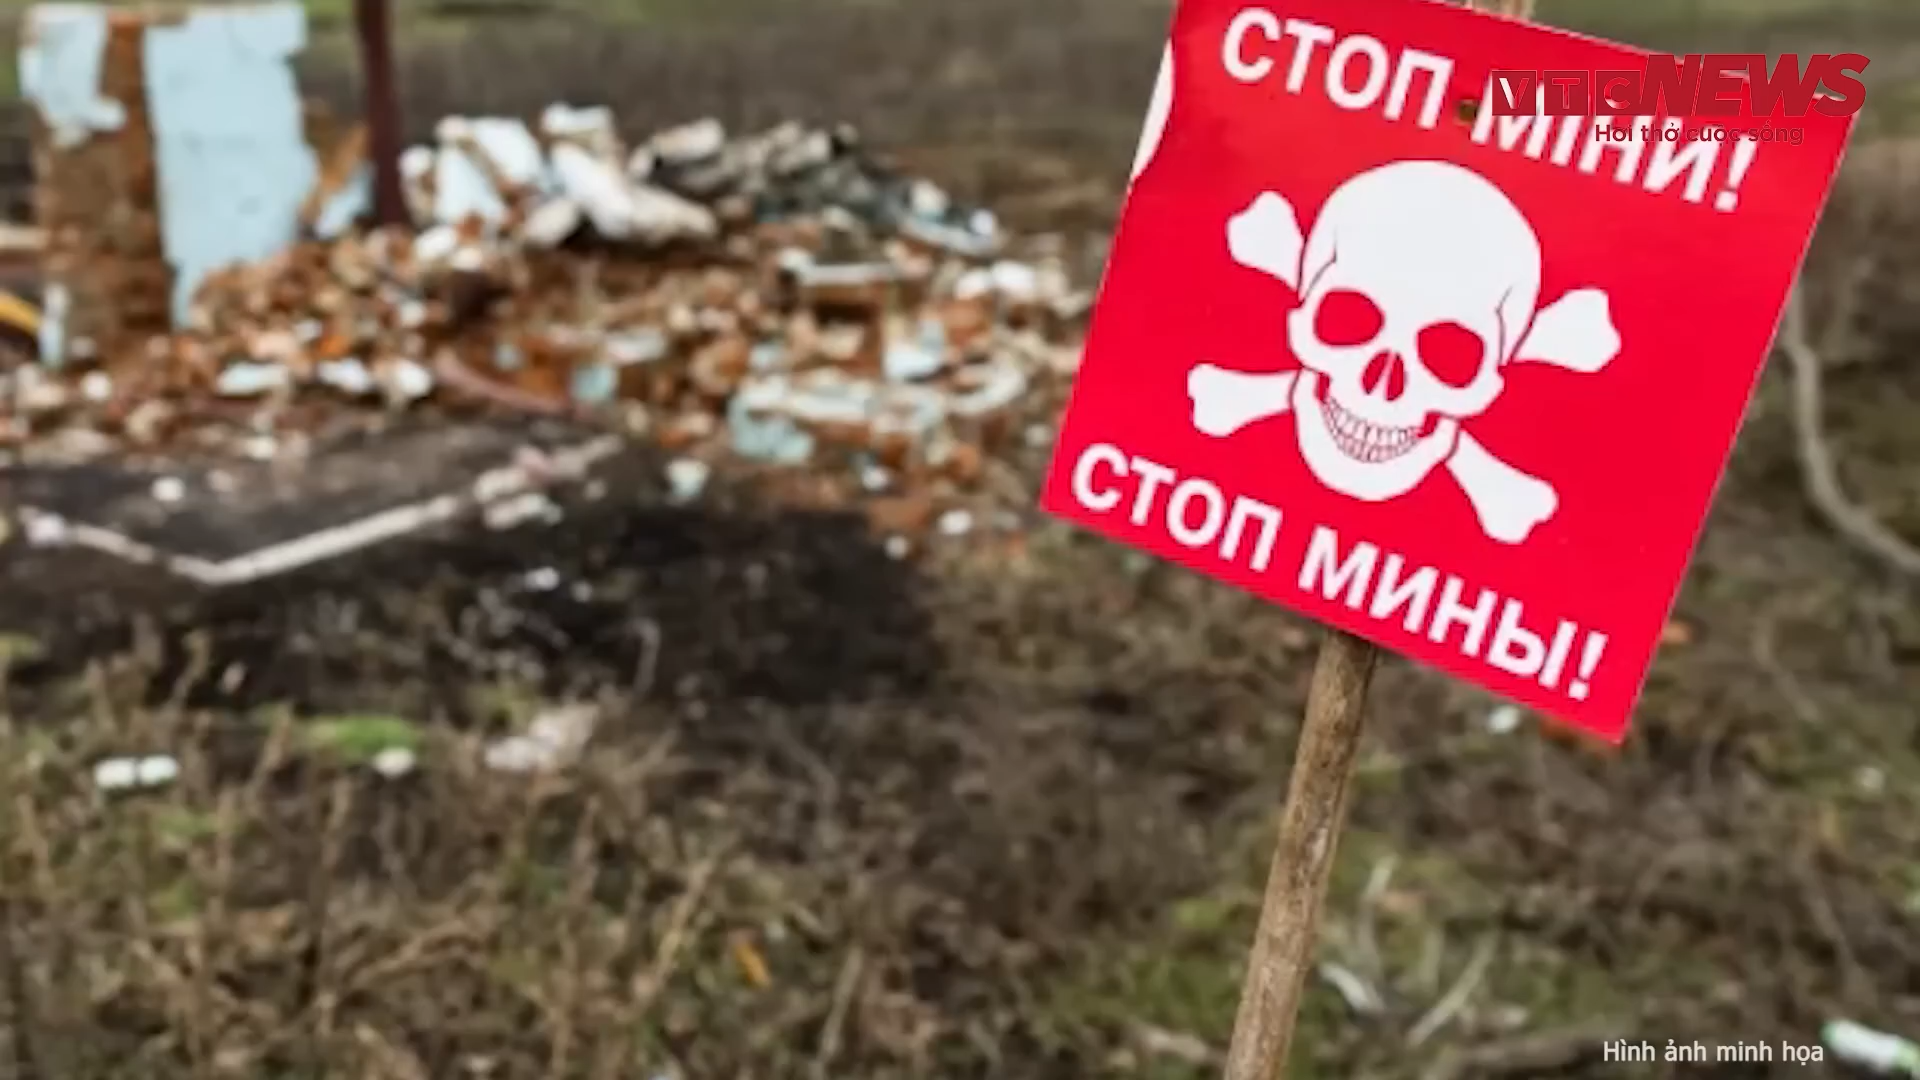 СТОП МІНИ!
VTC NEWS
Hơi thở cuộc sống
СТОП МИНЫ!
Hình ảnh minh họa